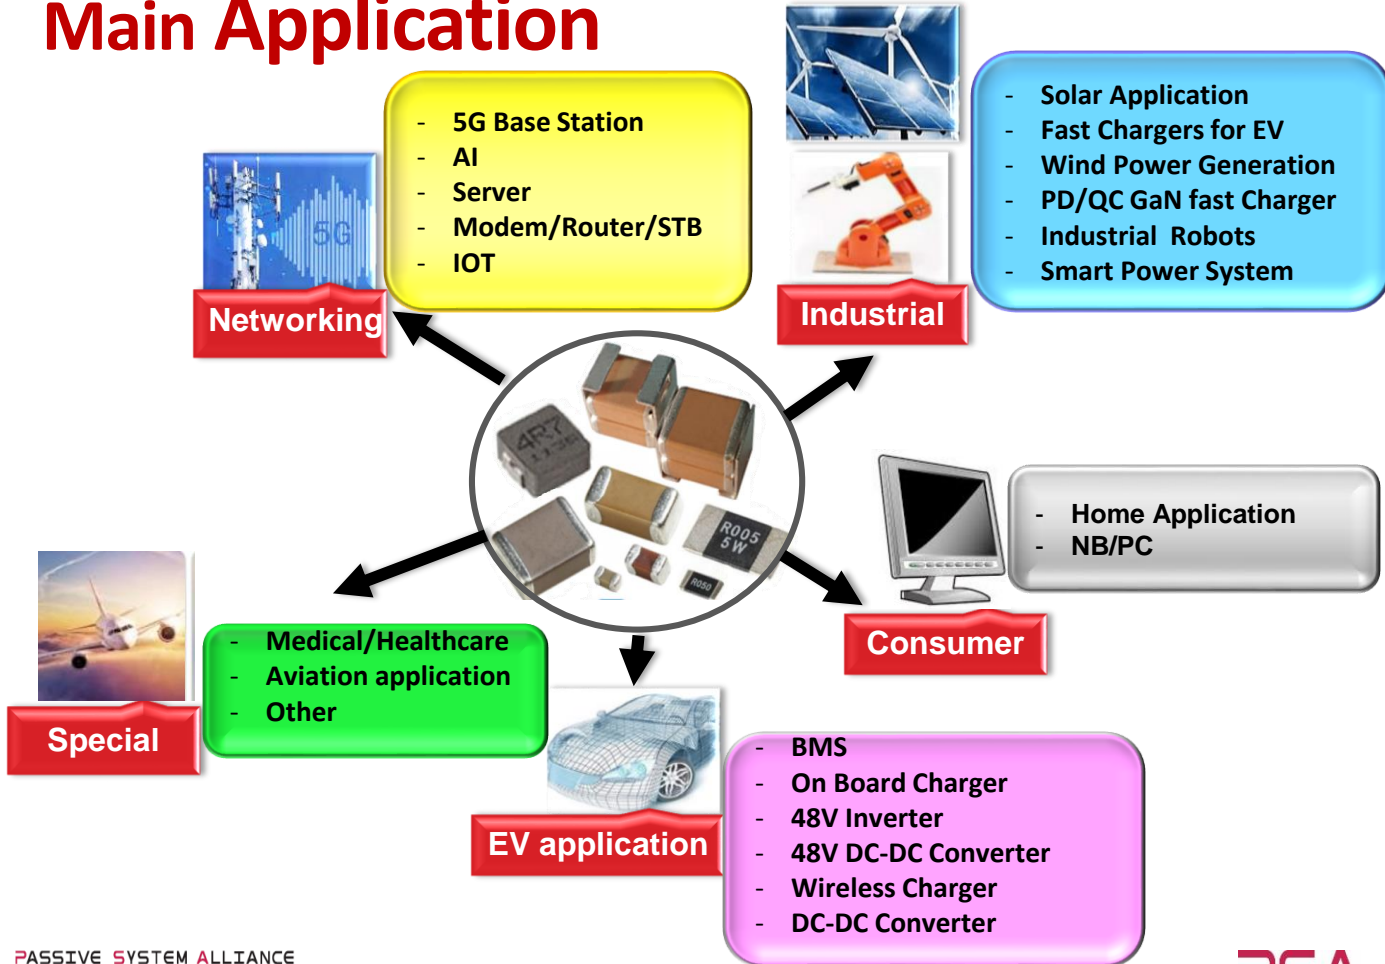 Main Application
- 5G Base Station
- AI
- Server
- Modem/Router/STB
- IOT
5G
Networking
- Solar Application
- Fast Chargers for EV
- Wind Power Generation
- PD/QC GaN fast Charger
- Industrial Robots
- Smart Power System
Industrial
4R7
R005
5W
R050
- Home Application
- NB/PC
Consumer
- Medical/Healthcare
- Aviation application
- Other
Special
- BMS
- On Board Charger
- 48V Inverter
- 48V DC-DC Converter
- Wireless Charger
- DC-DC Converter
EV application
PASSIVE SYSTEM ALLIANCE